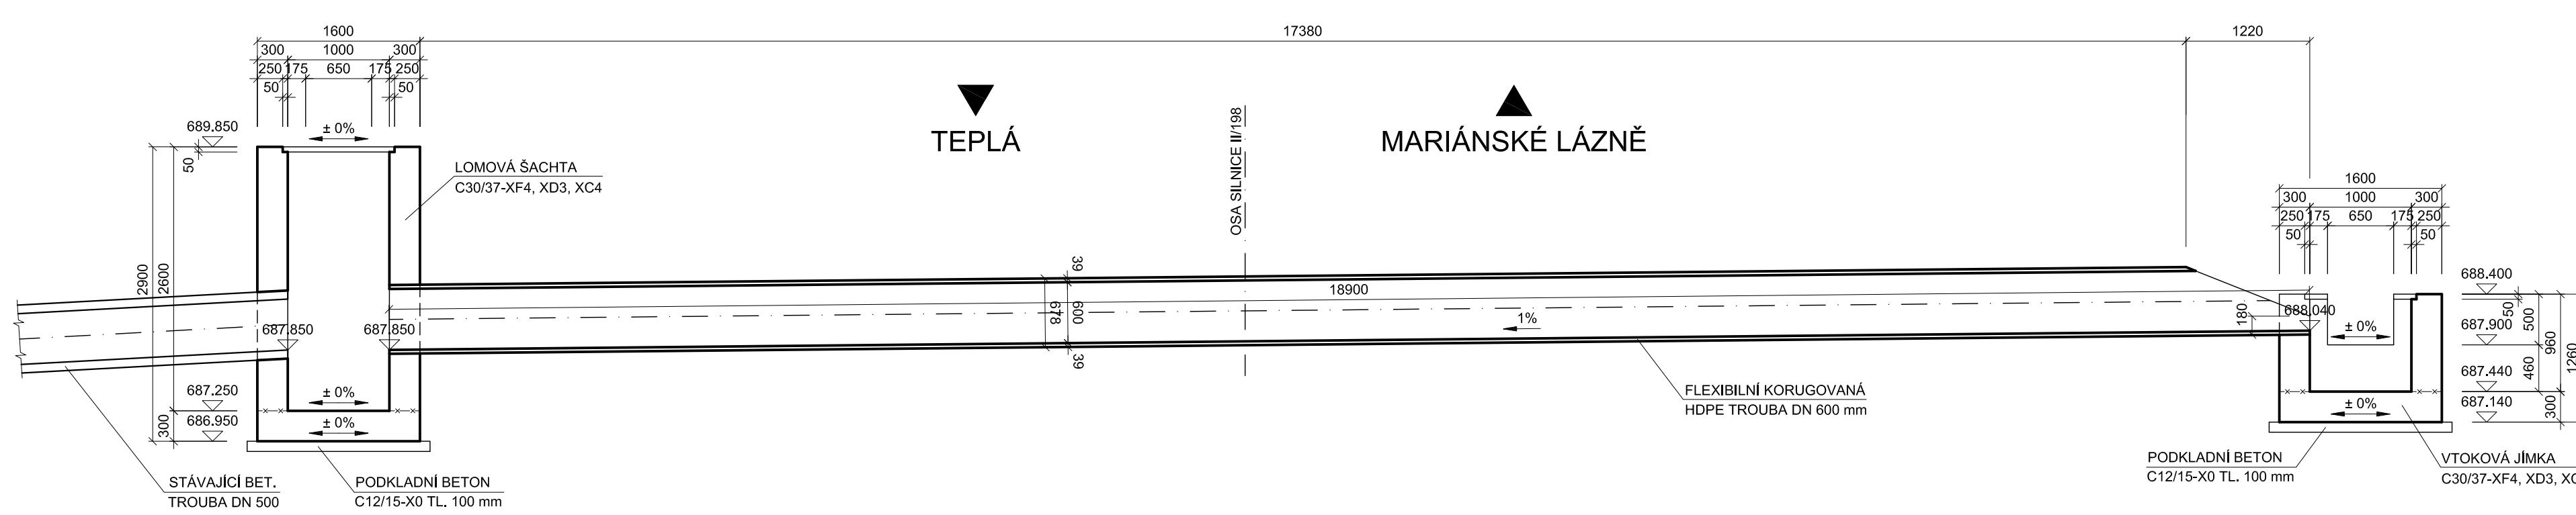 1600
17380
1220
300 1000 300
250 175 650 175 250
50 50
689.850
± 0%
50
LOMOVÁ ŠACHTA
C30/37-XF4, XD3, XC4
TEPLÁ
MARIÁNSKÉ LÁZNĚ
OSA SILNICE II/198
1600
300 1000 300
250 175 650 175 250
50 50
2900
2600
300
687.850
687.850
687.250
686.950
± 0%
± 0%
39
678
600
39
18900
1%
180
688.040
± 0%
± 0%
688.400
687.900
687.440
687.140
50
500
460
960
300
1260
FLEXIBILNÍ KORUGOVANÁ
HDPE TROUBA DN 600 mm
STÁVAJÍCÍ BET.
TROUBA DN 500
PODKLADNÍ BETON
C12/15-X0 TL. 100 mm
PODKLADNÍ BETON
C12/15-X0 TL. 100 mm
VTOKOVÁ JÍMKA
C30/37-XF4, XD3,